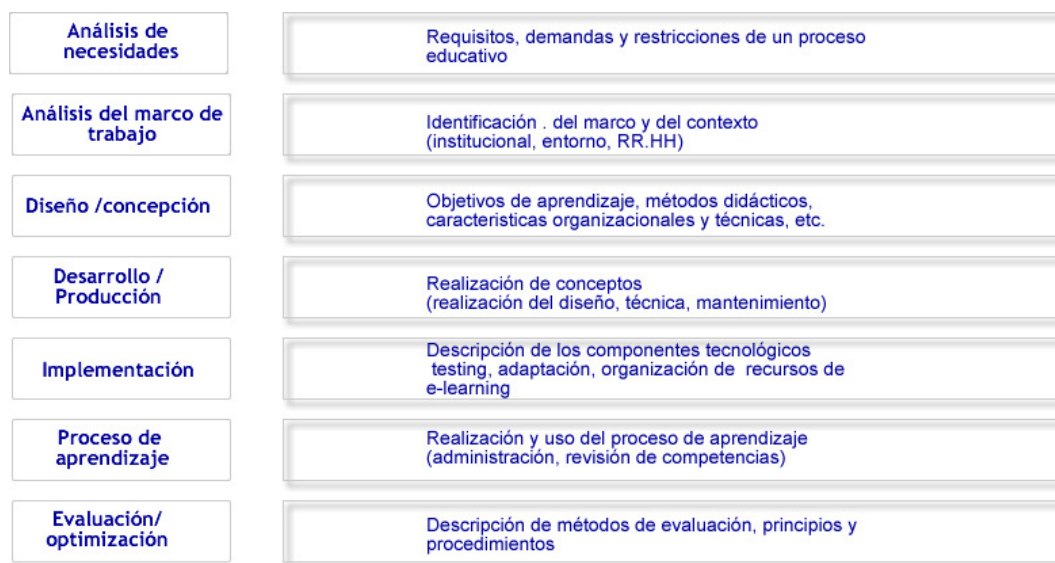 Análisis de
necesidades
Requisitos, demandas y restricciones de un proceso
educativo
Análisis del marco de
trabajo
Identificación . del marco y del contexto
(institucional, entorno, RR.HH)
Diseño /concepción
Objetivos de aprendizaje, métodos didácticos,
caracteristicas organizacionales y técnicas, etc.
Desarrollo /
Producción
Realización de conceptos
(realización del diseño, técnica, mantenimiento)
Implementación
Descripción de los componentes tecnológicos
testing, adaptación, organización de recursos de
e-learning
Proceso de
aprendizaje
Realización y uso del proceso de aprendizaje
(administración, revisión de competencias)
Evaluación/
optimización
Descripción de métodos de evaluación, principios y
procedimientos